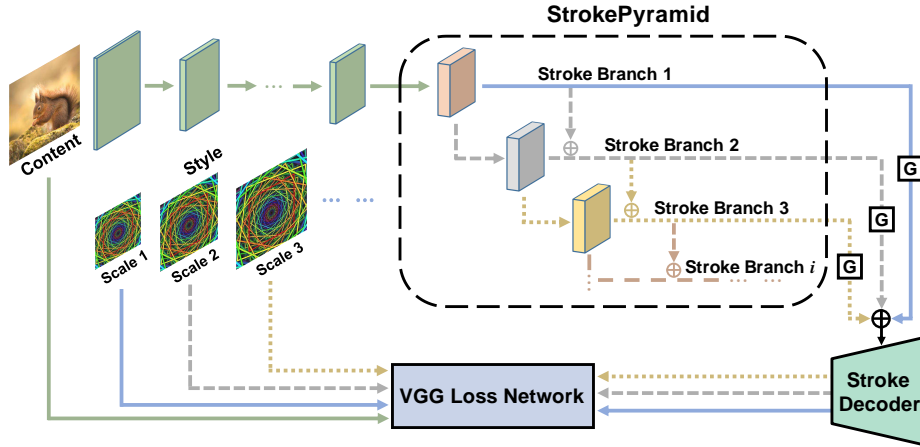 StrokePyramid
Content
Style
Scale 1
Scale 2
Scale 3
Stroke Branch 1
Stroke Branch 2
Stroke Branch 3
Stroke Branch i
G
G
G
VGG Loss Network
Stroke
Decoder